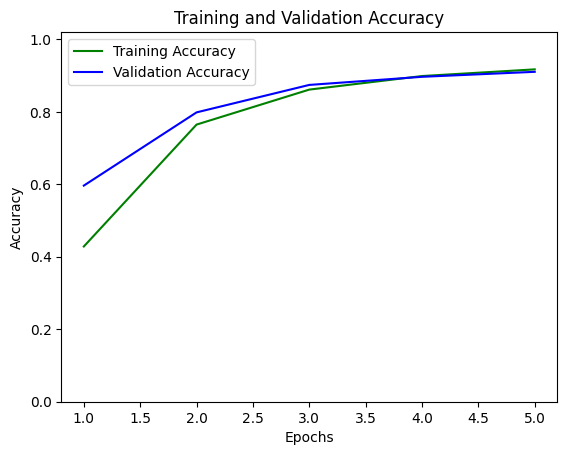 Training and Validation Accuracy
Training Accuracy
Validation Accuracy
1.0
0.8
0.6
0.4
0.2
0.0
Accuracy
1.0 1.5 2.0 2.5 3.0 3.5 4.0 4.5 5.0
Epochs